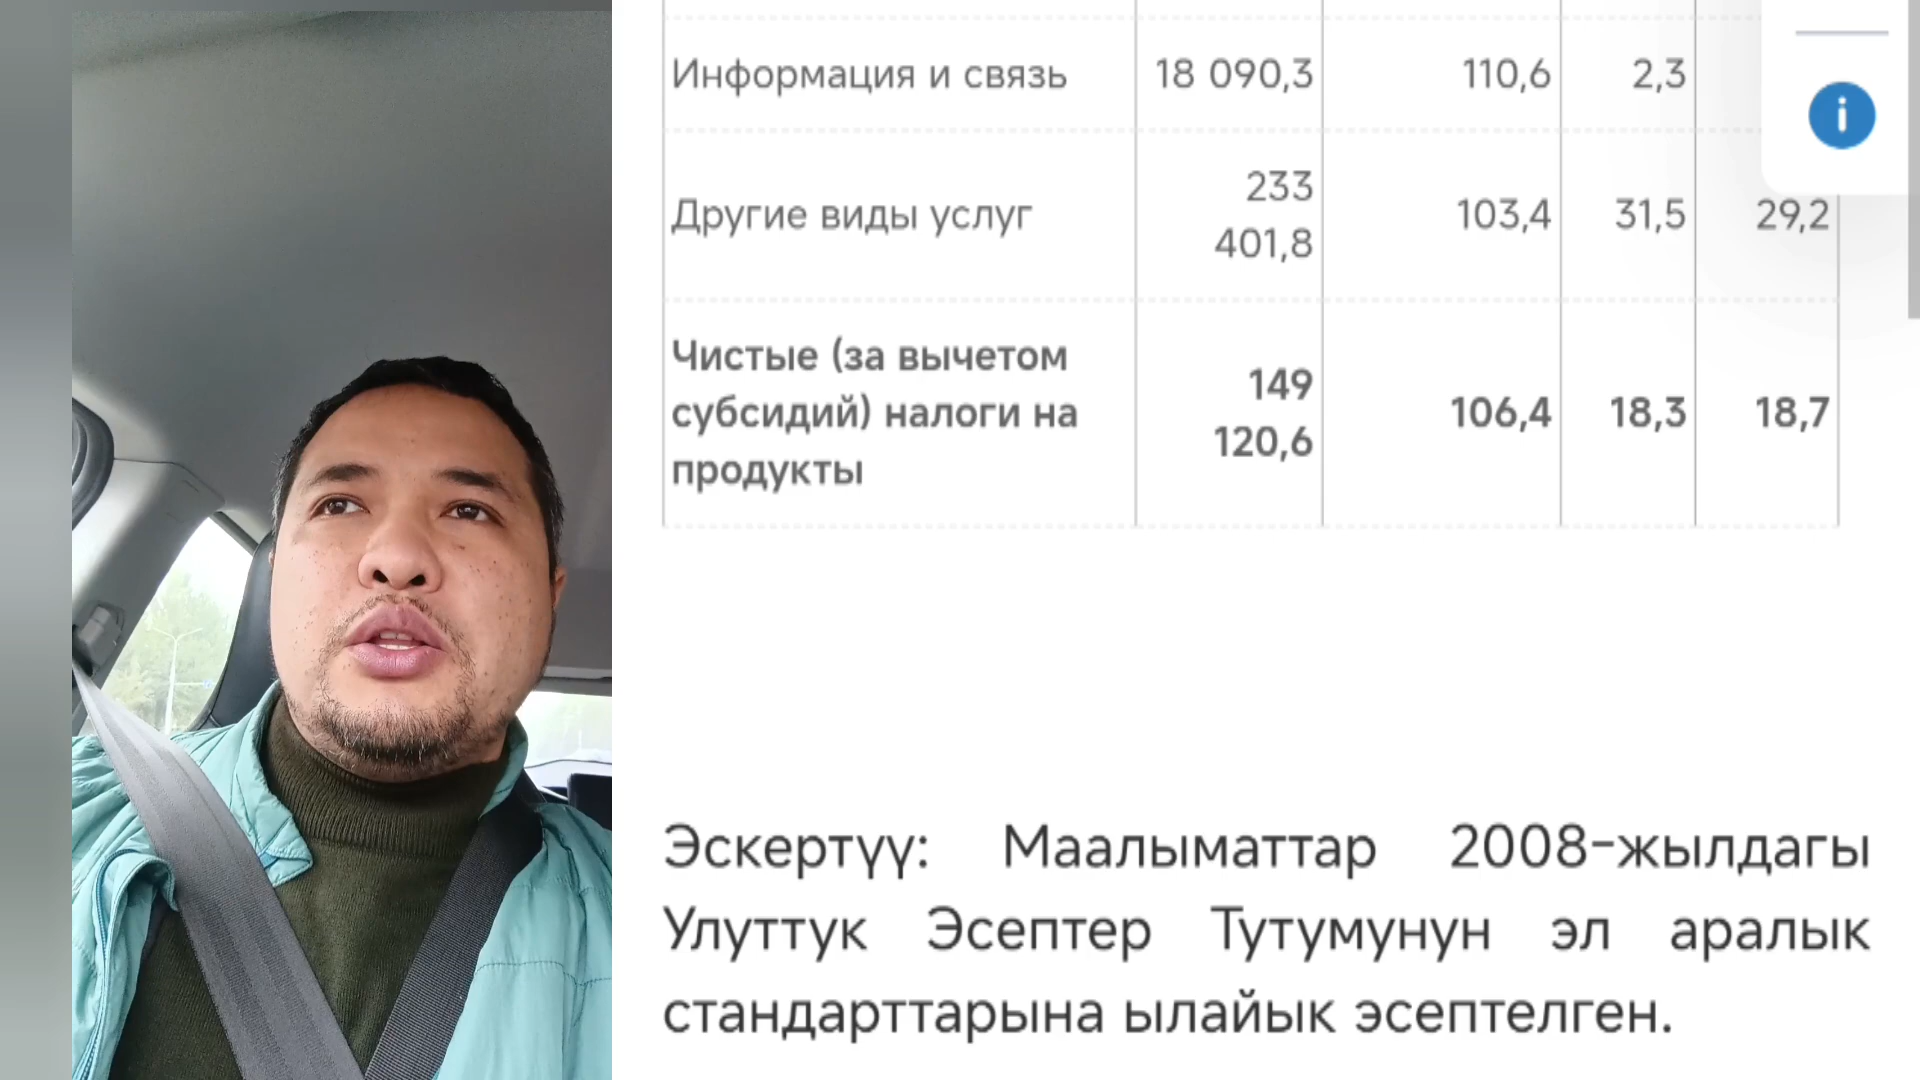 Информация и связь 18 090,3 110,6 2,3
Другие виды услуг 233 401,8 103,4 31,5 29,2
Чистые (за вычетом субсидий) налоги на продукты 149 120,6 106,4 18,3 18,7
Эскертүү: Маалыматтар 2008-жылдагы
Улуттук Эсептер Тутумунун эл аралык
стандарттарына ылайык эсептелген.